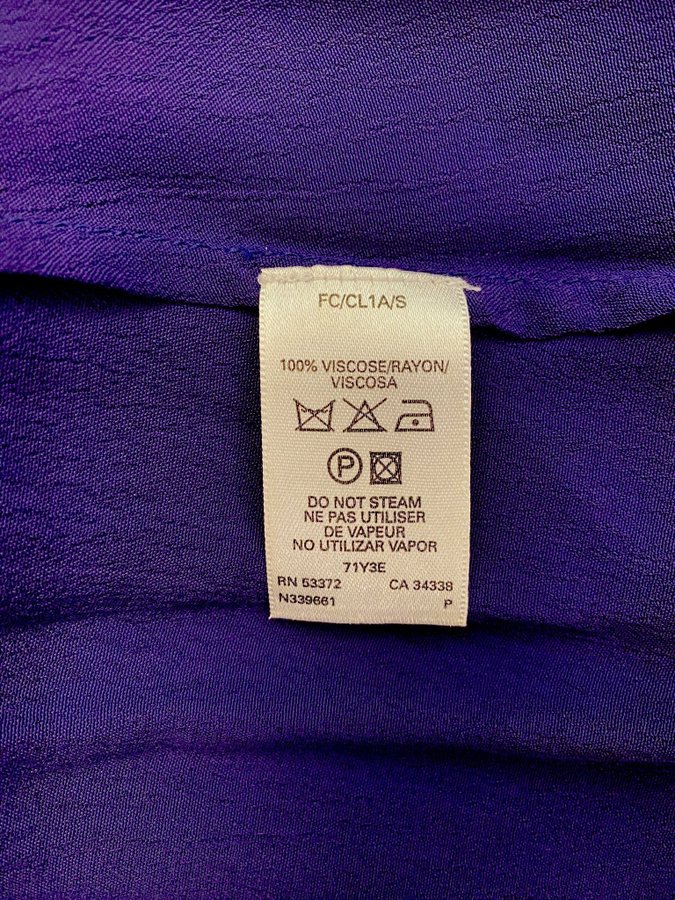 FC/CL1A/S
100% VISCOSE/RAYON/
VISCOSA
P
DO NOT STEAM
NE PAS UTILISER
DE VAPEUR
NO UTILIZAR VAPOR
71Y3E
RN 53372 CA 34338
N339661 P